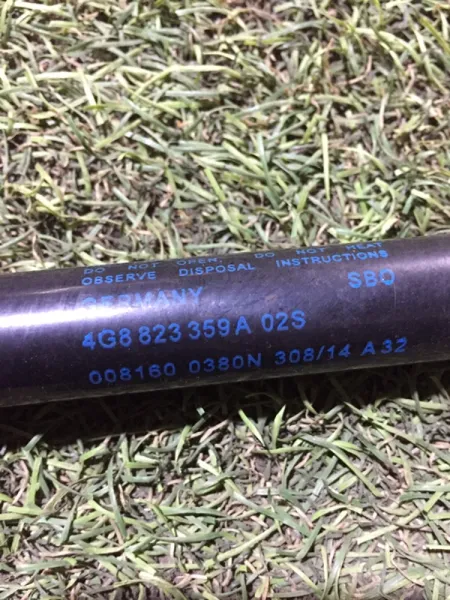 DO NOT OPEN. DO NOT HEAT
OBSERVE DISPOSAL INSTRUCTIONS
GERMANY SBO
4G8 823 359A 02S
008160 0380N 308/14 A32